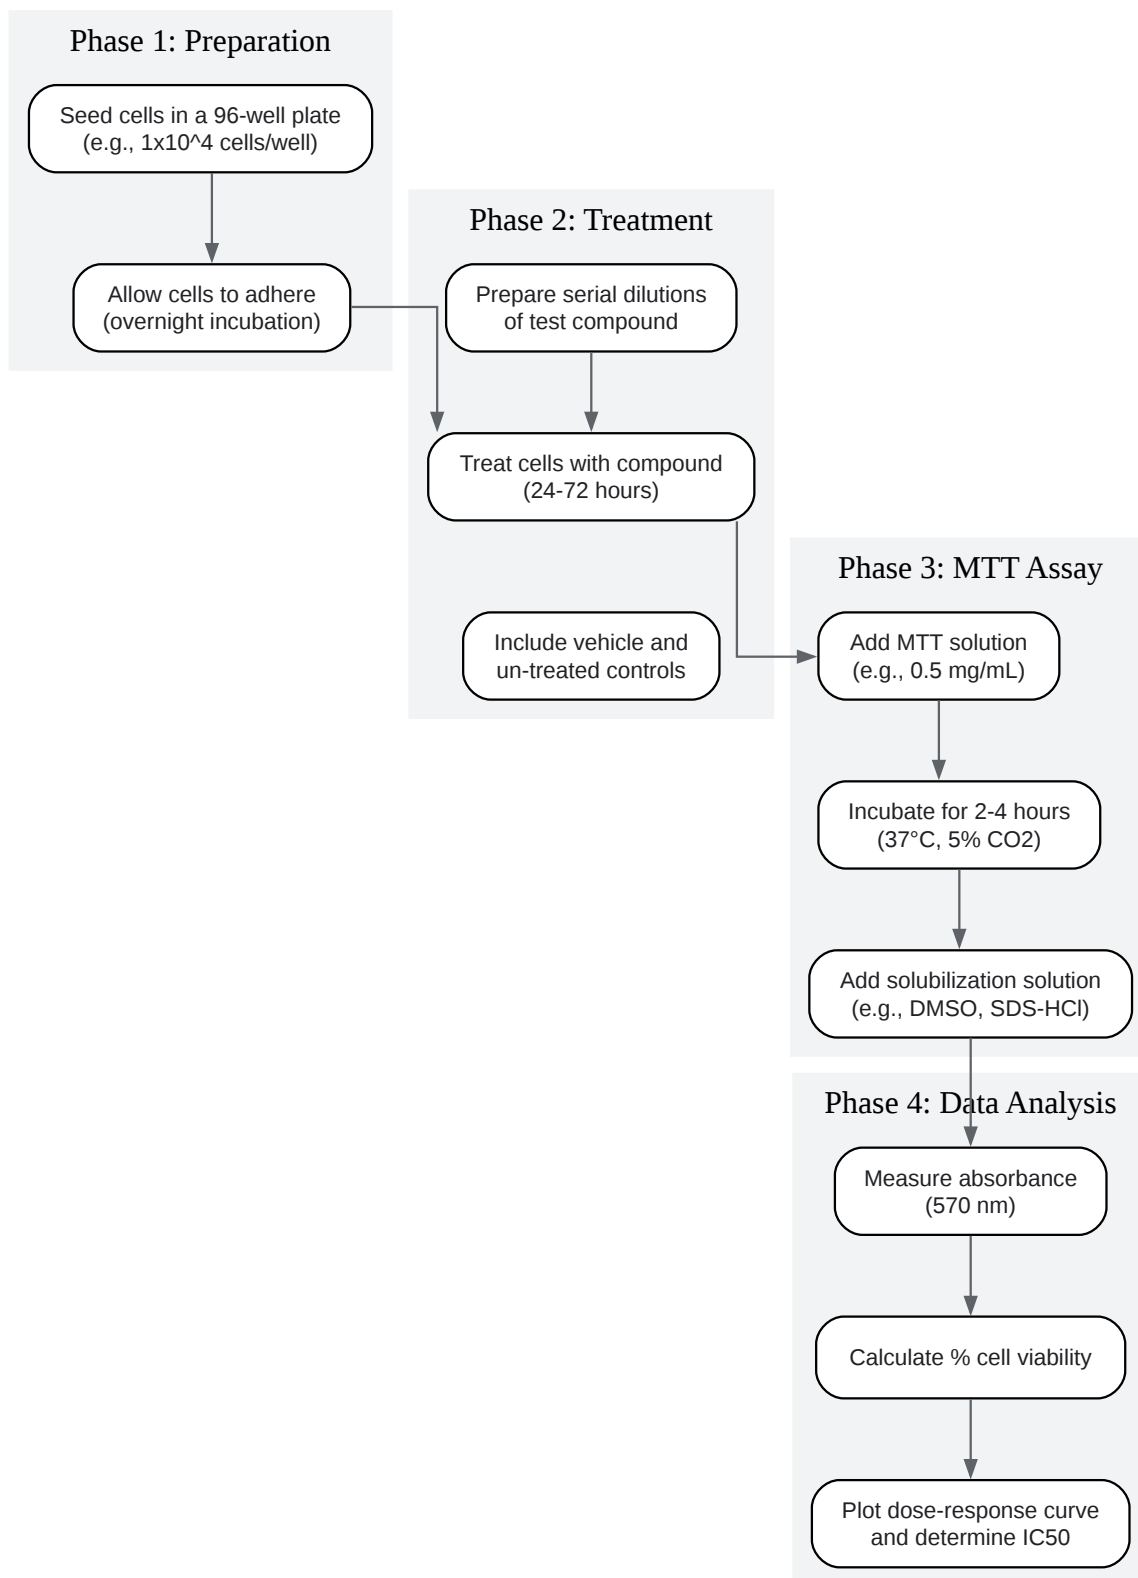 Phase 1: Preparation
Seed cells in a 96-well plate
(e.g., 1x10^4 cells/well)
Allow cells to adhere
(overnight incubation)
Phase 2: Treatment
Prepare serial dilutions
of test compound
Treat cells with compound
(24-72 hours)
Include vehicle and
un-treated controls
Phase 3: MTT Assay
Add MTT solution
(e.g., 0.5 mg/mL)
Incubate for 2-4 hours
(37°C, 5% CO2)
Add solubilization solution
(e.g., DMSO, SDS-HCl)
Phase 4: Data Analysis
Measure absorbance
(570 nm)
Calculate % cell viability
Plot dose-response curve
and determine IC50